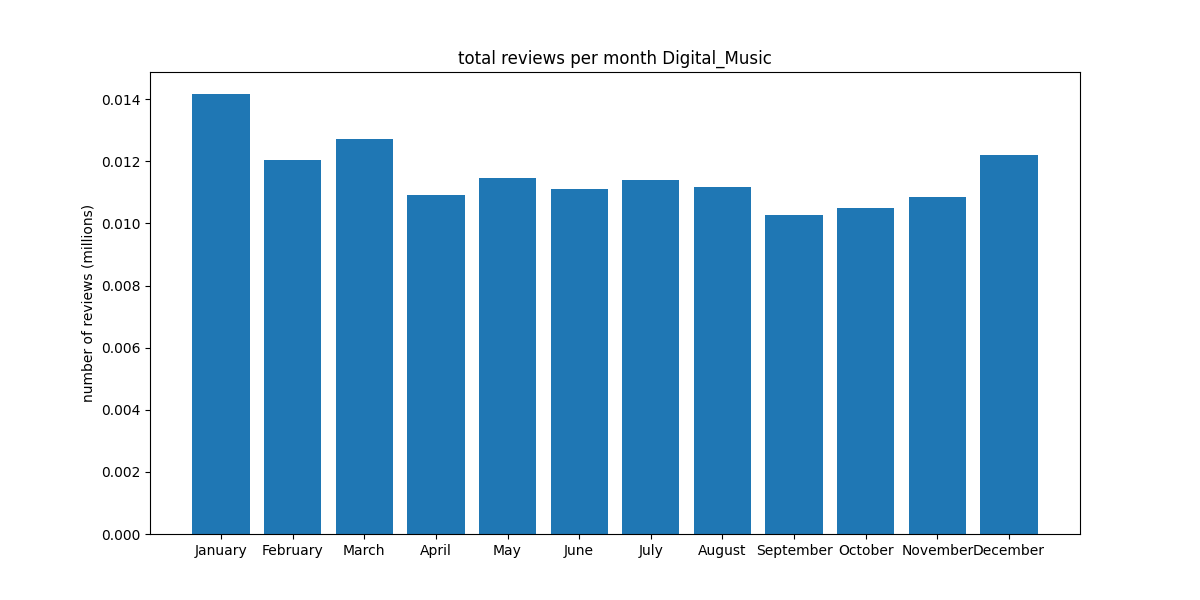 total reviews per month Digital_Music
number of reviews (millions)
0.014
0.012
0.010
0.008
0.006
0.004
0.002
0.000
January February March April May June July August September October November December